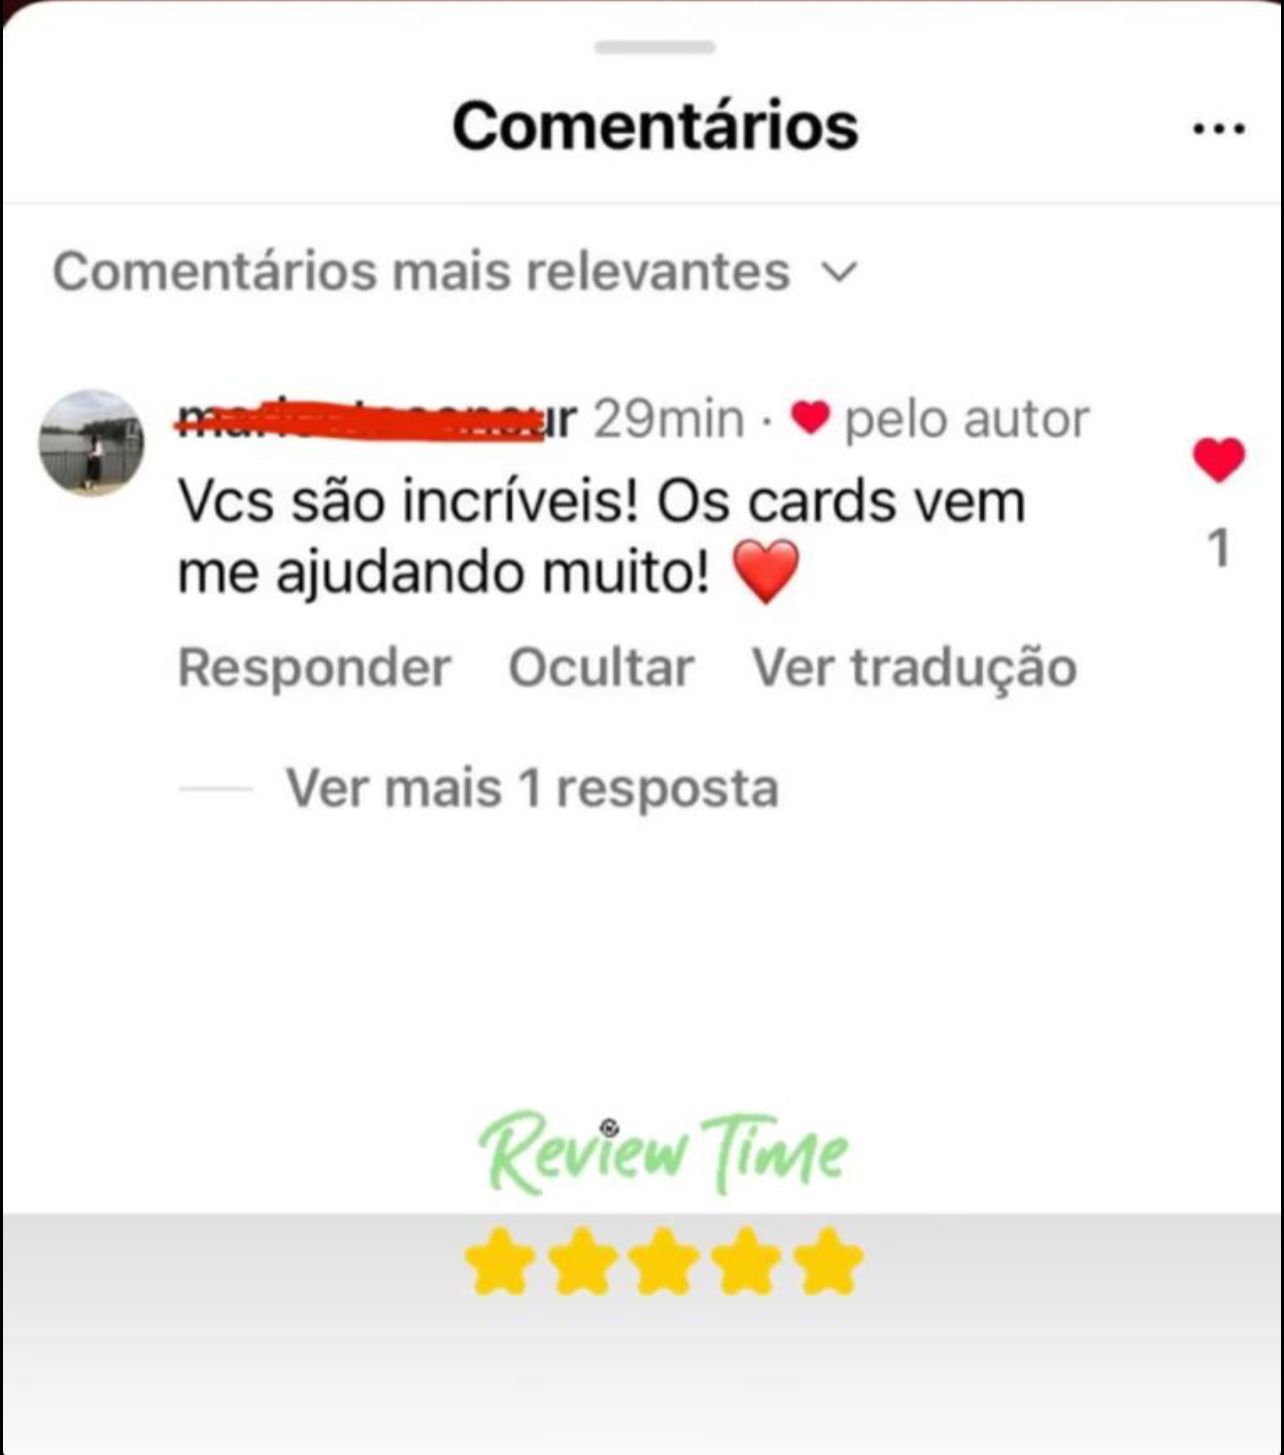 Comentários
Comentários mais relevantes
29min · ❤ pelo autor
Vcs são incríveis! Os cards vem
me ajudando muito! ❤️
1
Responder Ocultar Ver tradução
Ver mais 1 resposta
Review Time